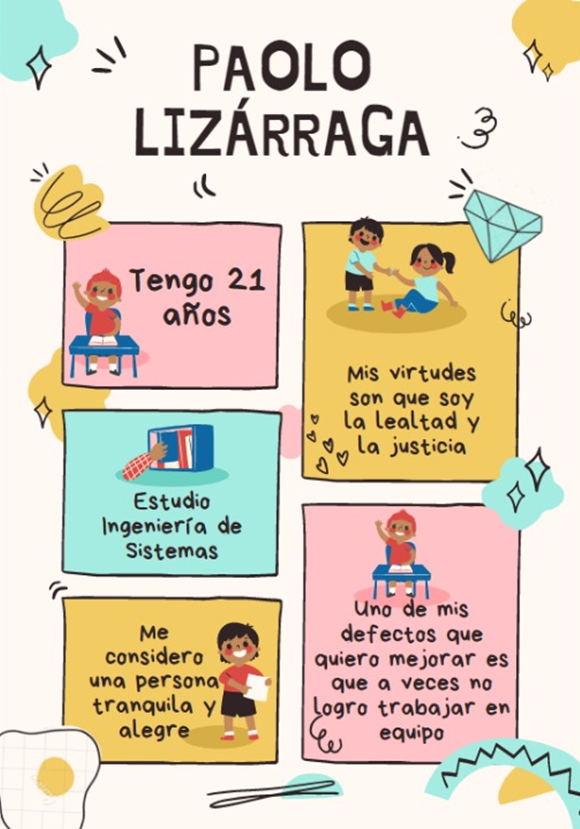 PAOLO
LIZÁRRAGA
Tengo 21
años
Mis virtudes
son que soy
la lealtad y
la justicia
Estudio
Ingeniería de
Sistemas
Uno de mis
defectos que
quiero mejorar es
que a veces no
logro trabajar en
equipo
Me
considero
una persona
tranquila y
alegre